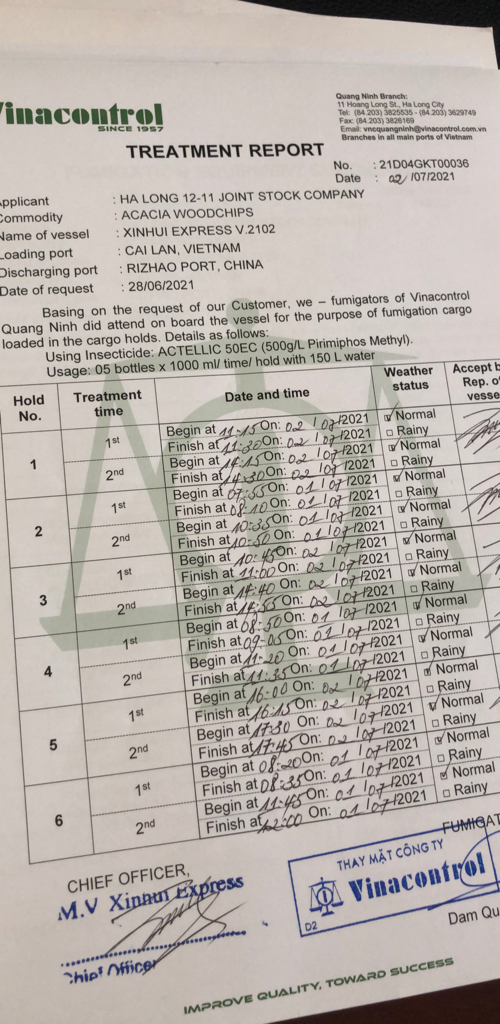 Vinacontrol
SINCE 1957
Quang Ninh Branch:
11 Hoang Long St., Ha Long City
Tel: (84.203) 3825535 - (84.203) 3629749
Fax: (84.203) 3826169
Email: vncquangninh@vinacontrol.com.vn
Branches in all main ports of Vietnam
TREATMENT REPORT
No. : 21D04GKT00036
Date : 02 /07/2021
Applicant : HA LONG 12-11 JOINT STOCK COMPANY
Commodity : ACACIA WOODCHIPS
Name of vessel : XINHUI EXPRESS V.2102
Loading port : CAI LAN, VIETNAM
Discharging port : RIZHAO PORT, CHINA
Date of request : 28/06/2021
Basing on the request of our Customer, we – fumigators of Vinacontrol
Quang Ninh did attend on board the vessel for the purpose of fumigation cargo
loaded in the cargo holds. Details as follows:
Using Insecticide: ACTELLIC 50EC (500g/L Pirimiphos Methyl).
Usage: 05 bottles x 1000 ml/ time/ hold with 150 L water
Hold No. Treatment time Date and time Weather status Accept b Rep. o vesse
1 1st Begin at 11:15 On: 02 / 07/2021 Normal
Finish at 11:30 On: 02 / 07/2021 Rainy
2nd Begin at 14:15 On: 02 / 07/2021 Normal
Finish at 14:30 On: 02 / 07/2021 Rainy
2 1st Begin at 07:55 On: 01 / 07/2021 Normal
Finish at 08:10 On: 01 / 07/2021 Rainy
2nd Begin at 10:35 On: 01 / 07/2021 Normal
Finish at 10:50 On: 01 / 07/2021 Rainy
3 1st Begin at 10:45 On: 02 / 07/2021 Normal
Finish at 11:00 On: 02 / 07/2021 Rainy
2nd Begin at 14:40 On: 02 / 07/2021 Normal
Finish at 14:55 On: 02 / 07/2021 Rainy
4 1st Begin at 08:50 On: 01 / 07/2021 Normal
Finish at 09:05 On: 01 / 07/2021 Rainy
2nd Begin at 11:20 On: 01 / 07/2021 Normal
Finish at 11:35 On: 01 / 07/2021 Rainy
5 1st Begin at 16:00 On: 02 / 07/2021 Normal
Finish at 16:15 On: 02 / 07/2021 Rainy
2nd Begin at 17:30 On: 02 / 07/2021 Normal
Finish at 17:45 On: 02 / 07/2021 Rainy
6 1st Begin at 08:20 On: 01 / 07/2021 Normal
Finish at 08:35 On: 01 / 07/2021 Rainy
2nd Begin at 11:45 On: 01 / 07/2021 Normal
Finish at 12:00 On: 01 / 07/2021 Rainy
CHIEF OFFICER,
M.V Xinhui Express
Chief Officer
FUMIGAT
THAY MẶT CÔNG TY
Vinacontrol
D2
Dam Qu
IMPROVE QUALITY, TOWARD SUCCESS